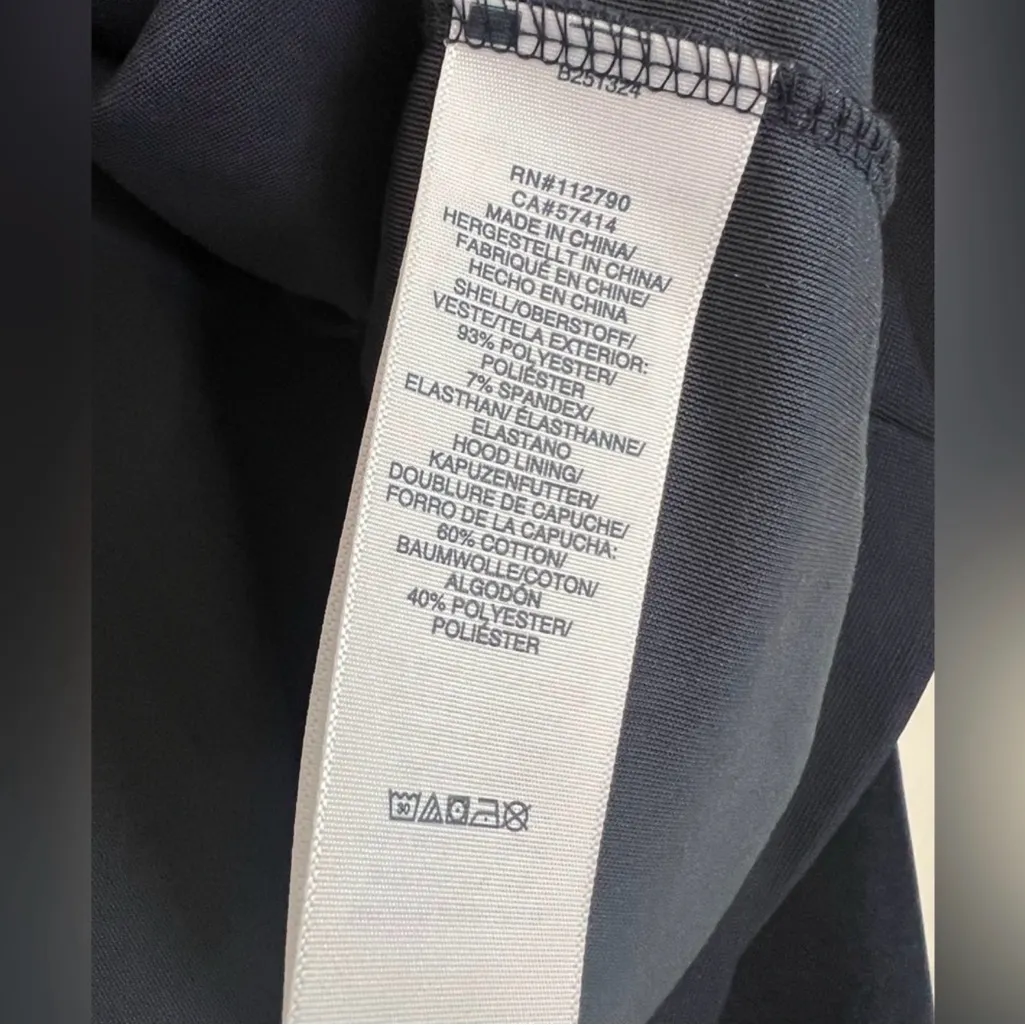 B251324
RN#112790
CA#57414
MADE IN CHINA/
HERGESTELLT IN CHINA/
FABRIQUÉ EN CHINE/
HECHO EN CHINA
SHELL/OBERSTOFF/
VESTE/TELA EXTERIOR:
93% POLYESTER/
POLIÉSTER
7% SPANDEX/
ELASTHAN/ ÉLASTHANNE/
ELASTANO
HOOD LINING/
KAPUZENFUTTER/
DOUBLURE DE CAPUCHE/
FORRO DE LA CAPUCHA:
60% COTTON/
BAUMWOLLE/COTON/
ALGODÓN
40% POLYESTER/
POLIÉSTER
30